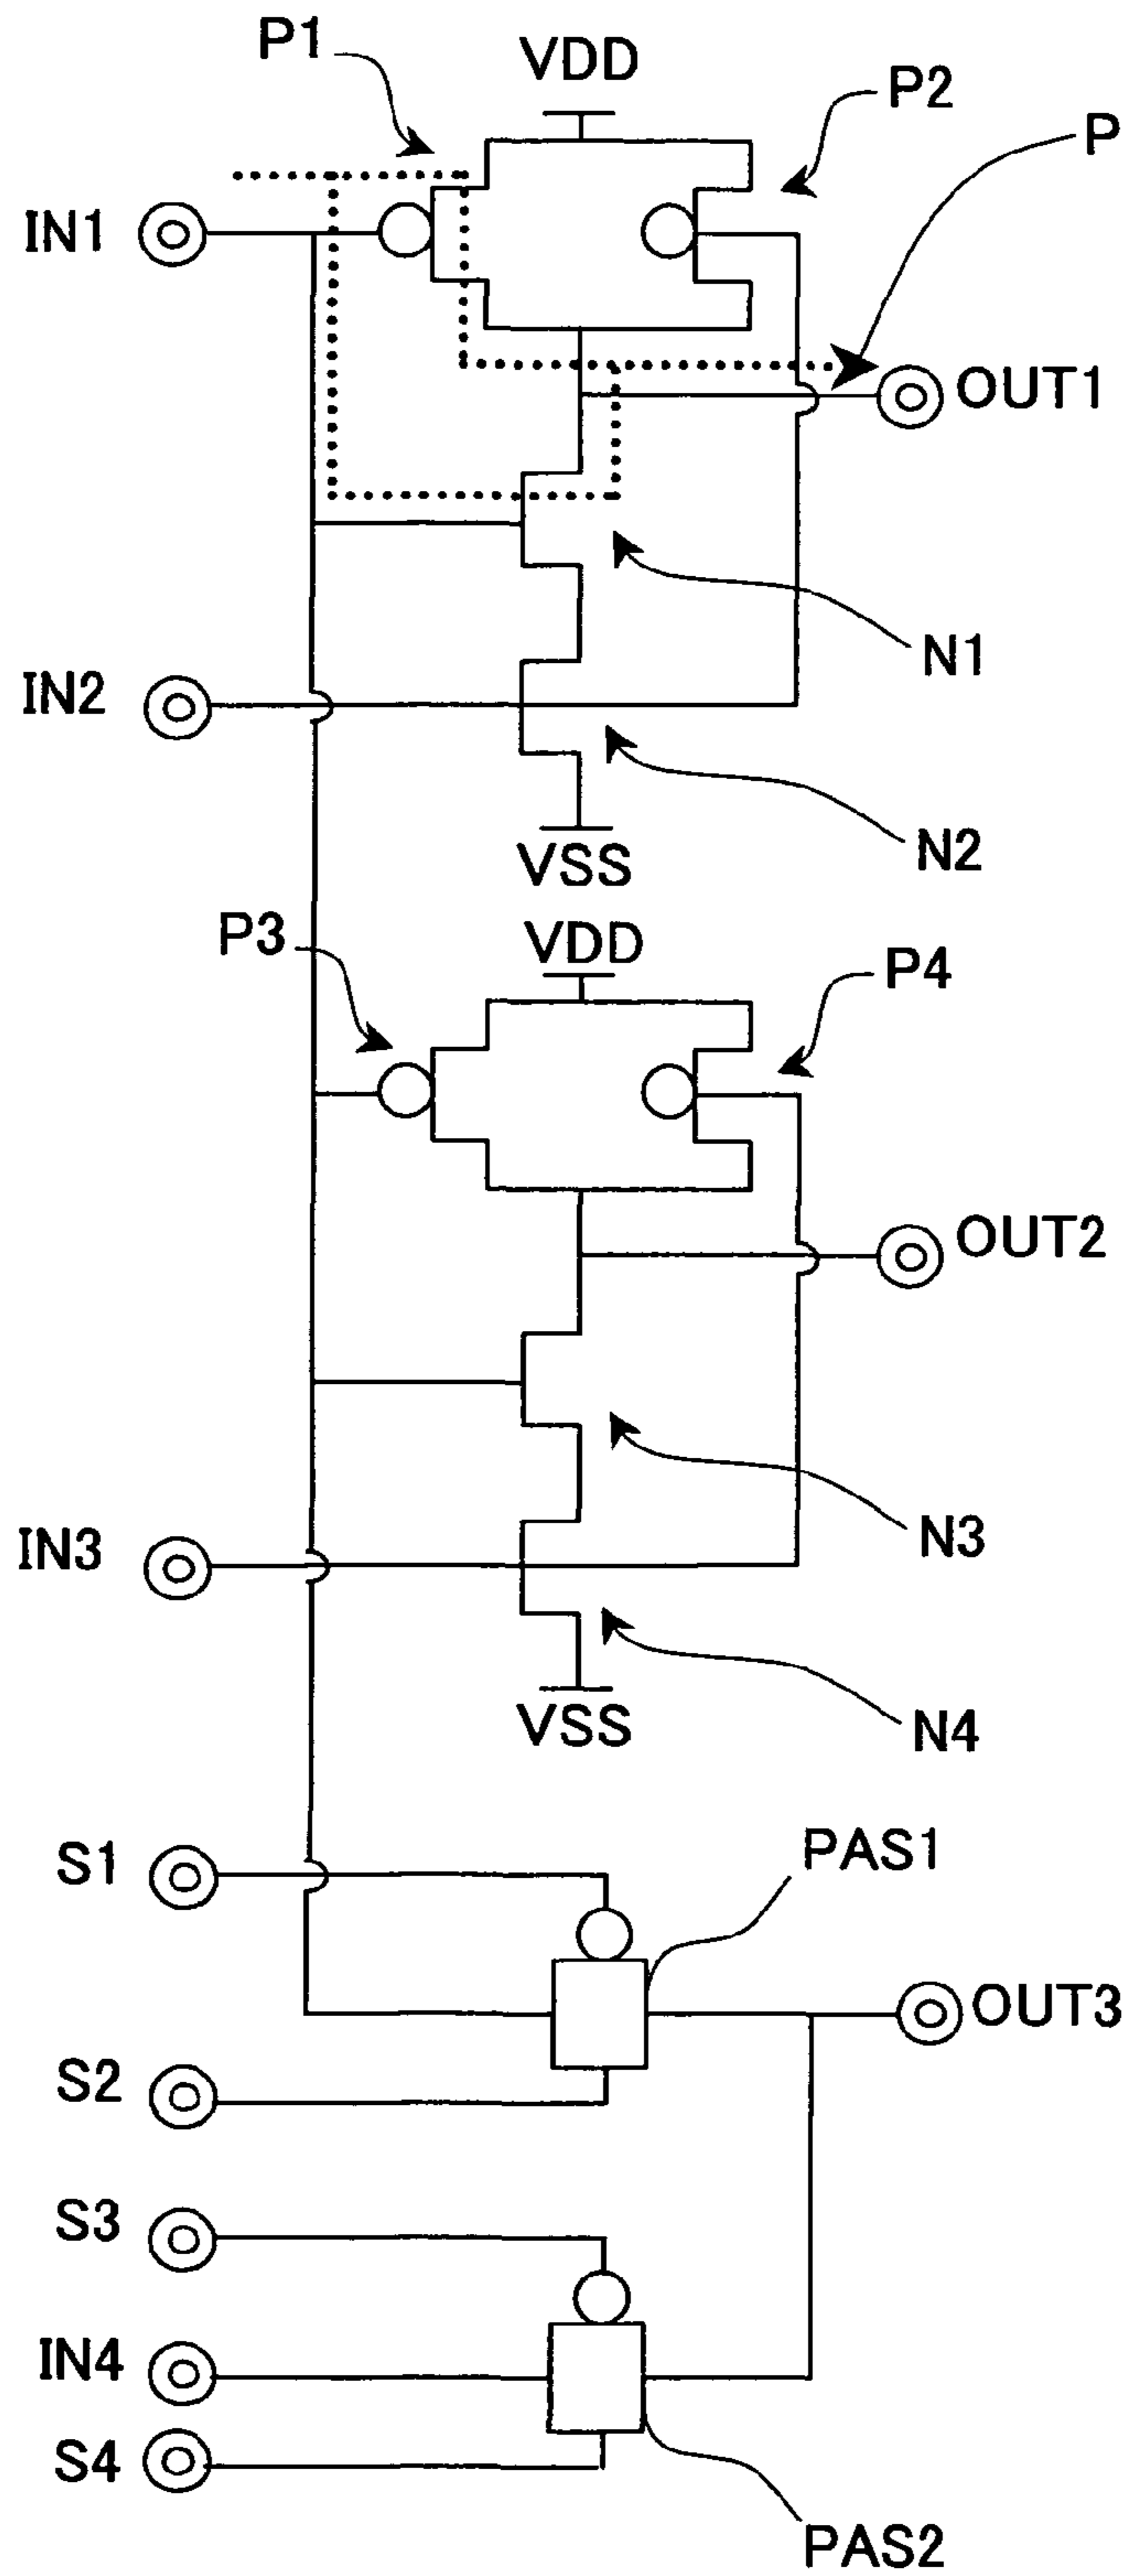 P1
VDD
P2
P
IN1
OUT1
N1
IN2
N2
VSS
P3
VDD
P4
OUT2
N3
IN3
N4
VSS
S1
PAS1
OUT3
S2
S3
IN4
S4
PAS2